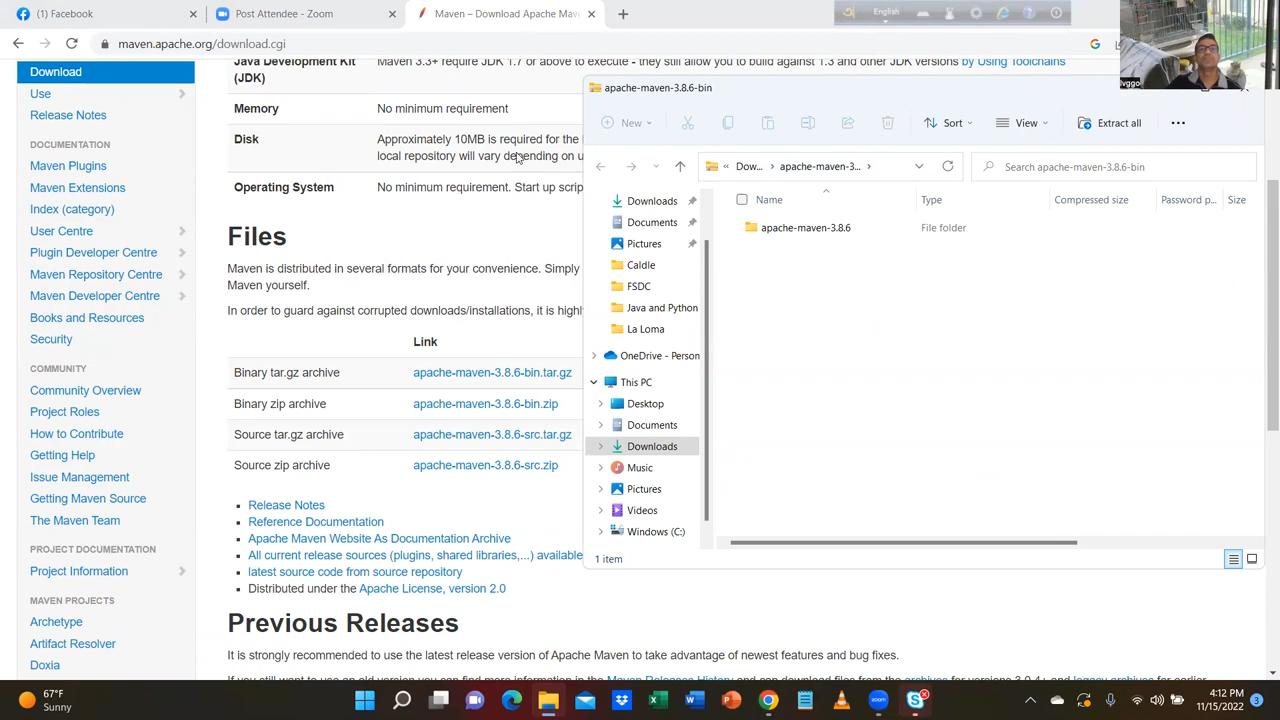 (1) Facebook
Post Attendee - Zoom
Maven – Download Apache Mav
English
maven.apache.org/download.cgi
Download
Use
Release Notes
DOCUMENTATION
Maven Plugins
Maven Extensions
Index (category)
User Centre
Plugin Developer Centre
Maven Repository Centre
Maven Developer Centre
Books and Resources
Security
COMMUNITY
Community Overview
Project Roles
How to Contribute
Getting Help
Issue Management
Getting Maven Source
The Maven Team
PROJECT DOCUMENTATION
Project Information
MAVEN PROJECTS
Archetype
Artifact Resolver
Doxia
Java Development Kit
(JDK)
Maven 3.3+ require JDK 1.7 or above to execute - they still allow you to build against 1.3 and other JDK versions by Using Toolchains
Memory
No minimum requirement
Disk
Approximately 10MB is required for the
local repository will vary depending on u
Operating System
No minimum requirement. Start up scrip
Files
Maven is distributed in several formats for your convenience. Simply
Maven yourself.
In order to guard against corrupted downloads/installations, it is highl
Link
Binary tar.gz archive
apache-maven-3.8.6-bin.tar.gz
Binary zip archive
apache-maven-3.8.6-bin.zip
Source tar.gz archive
apache-maven-3.8.6-src.tar.gz
Source zip archive
apache-maven-3.8.6-src.zip
Release Notes
Reference Documentation
Apache Maven Website As Documentation Archive
All current release sources (plugins, shared libraries,...) available
latest source code from source repository
Distributed under the Apache License, version 2.0
Previous Releases
It is strongly recommended to use the latest release version of Apache Maven to take advantage of newest features and bug fixes.
apache-maven-3.8.6-bin
New
Sort
View
Extract all
Dow...
apache-maven-3...
Search apache-maven-3.8.6-bin
Downloads
Documents
Pictures
Caldle
FSDC
Java and Python
La Loma
OneDrive - Person
This PC
Desktop
Documents
Downloads
Music
Pictures
Videos
Windows (C:)
Name
Type
Compressed size
Password p...
Size
apache-maven-3.8.6
File folder
1 item
67°F
Sunny
4:12 PM
11/15/2022
3